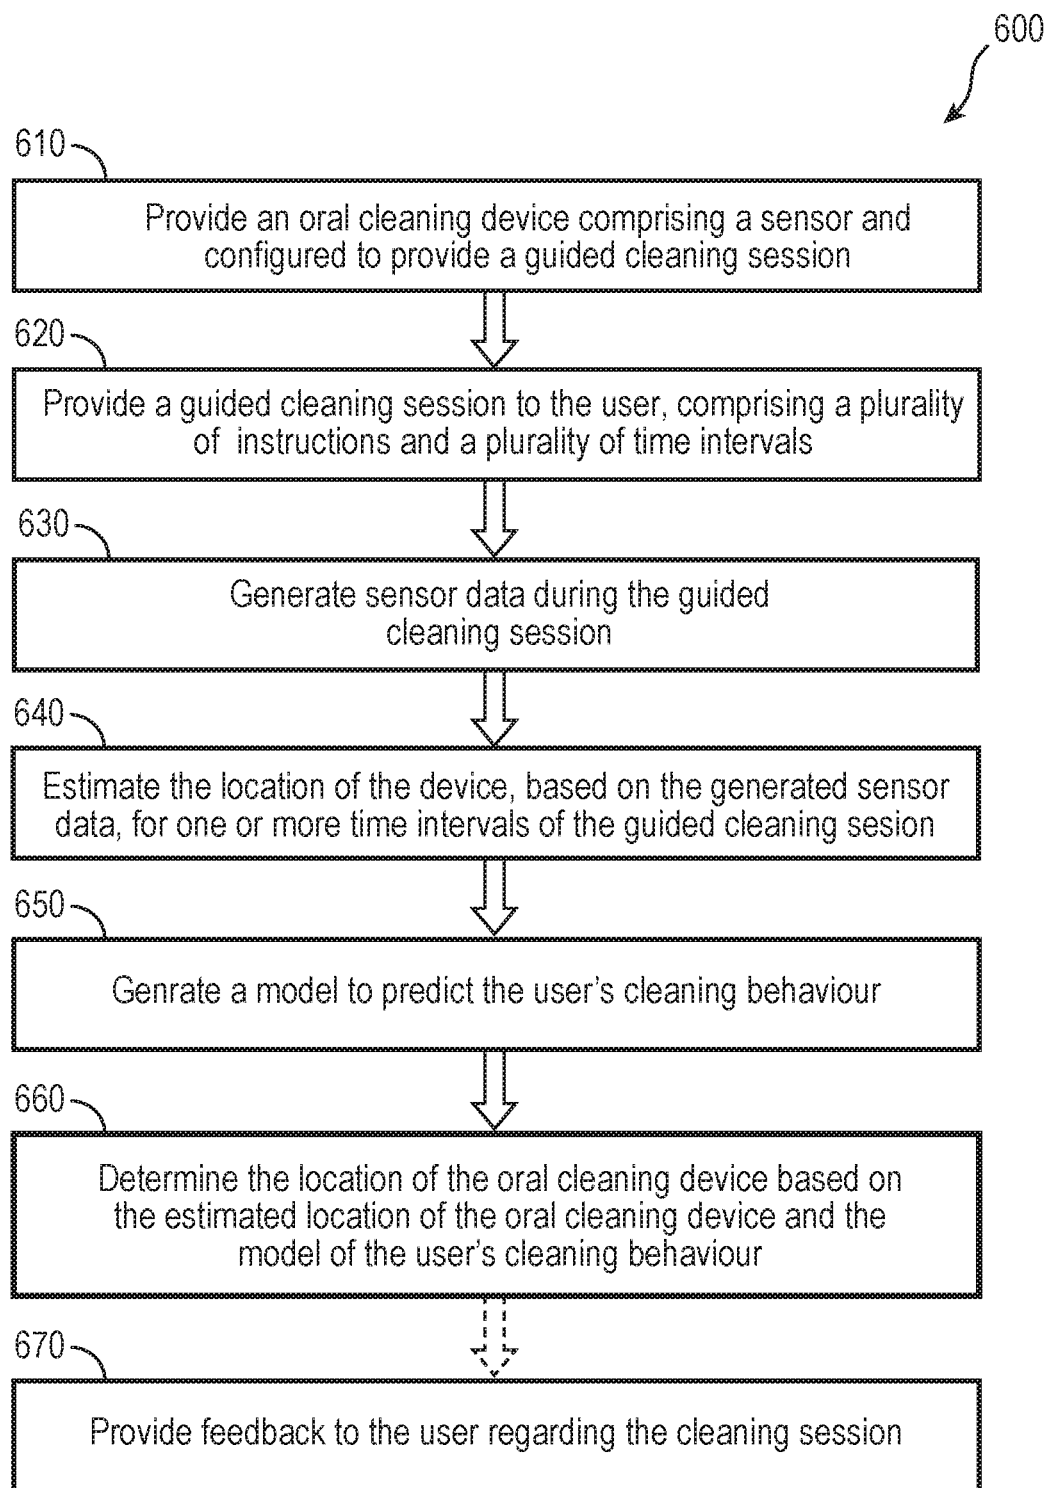 600
610
Provide an oral cleaning device comprising a sensor and
configured to provide a guided cleaning session
620
Provide a guided cleaning session to the user, comprising a plurality
of instructions and a plurality of time intervals
630
Generate sensor data during the guided
cleaning session
640
Estimate the location of the device, based on the generated sensor
data, for one or more time intervals of the guided cleaning sesion
650
Genrate a model to predict the user's cleaning behaviour
660
Determine the location of the oral cleaning device based on
the estimated location of the oral cleaning device and the
model of the user's cleaning behaviour
670
Provide feedback to the user regarding the cleaning session